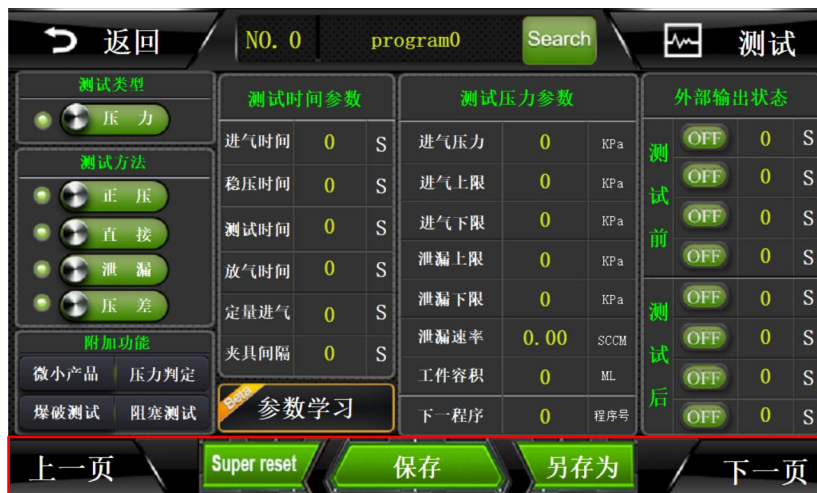 返回
NO. 0
program0
Search
测试
测试类型
压 力
测试方法
正 压
直 接
泄 漏
压 差
附加功能
微小产品 压力判定
爆破测试 阻塞测试
测试时间参数
进气时间 0 S
稳压时间 0 S
测试时间 0 S
放气时间 0 S
定量进气 0 S
夹具间隔 0 S
Beta 参数学习
测试压力参数
进气压力 0 KPa
进气上限 0 KPa
进气下限 0 KPa
泄漏上限 0 KPa
泄漏下限 0 KPa
泄漏速率 0.00 SCCM
工件容积 0 ML
下一程序 0 程序号
外部输出状态
测试前
OFF 0 S
OFF 0 S
OFF 0 S
OFF 0 S
测试后
OFF 0 S
OFF 0 S
OFF 0 S
OFF 0 S
上一页 Super reset 保存 另存为 下一页